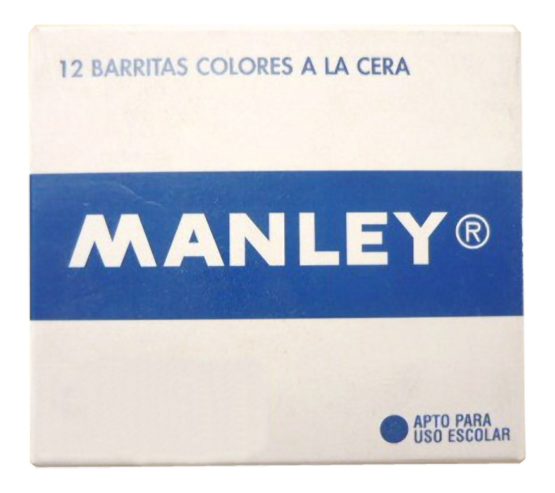 12 BARRITAS COLORES A LA CERA
MANLEY®
APTO PARA
USO ESCOLAR